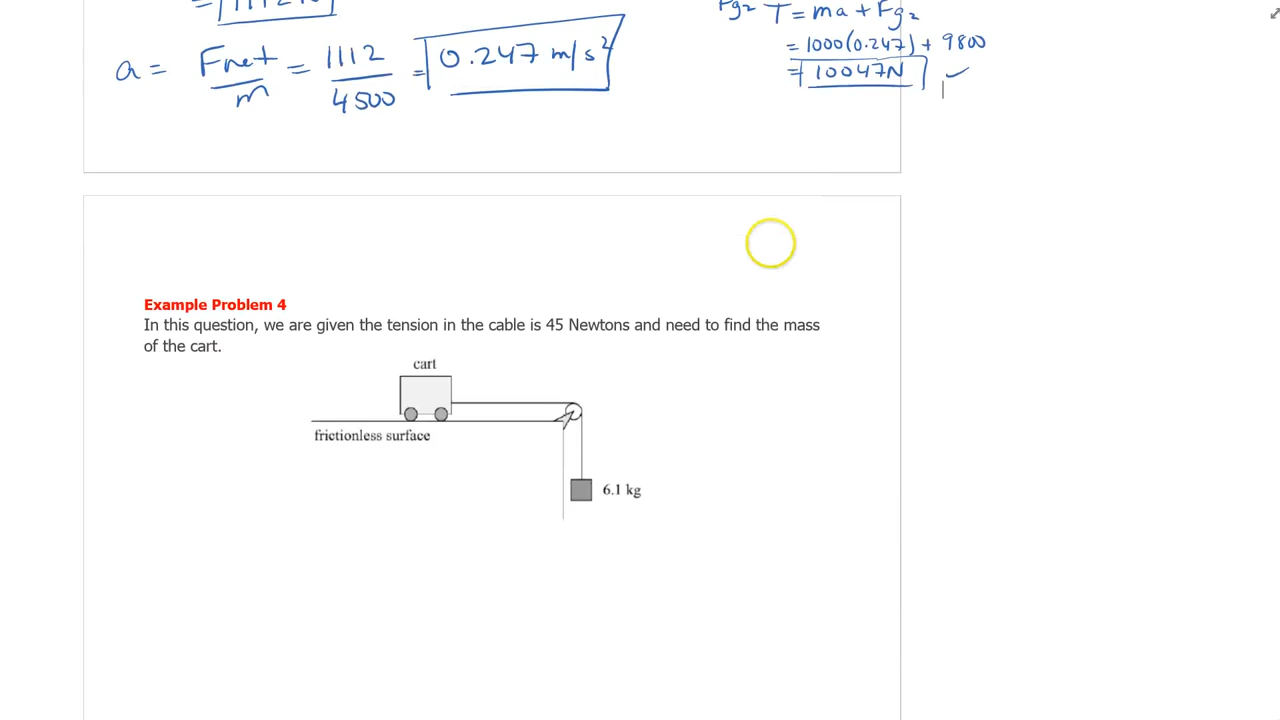 Fg₂ T = ma + Fg₂
= 1000(0.247) + 9800
a = Fnet/m = 1112/4500 = 0.247 m/s²
= 10047N
Example Problem 4
In this question, we are given the tension in the cable is 45 Newtons and need to find the mass
of the cart.
cart
frictionless surface
6.1 kg